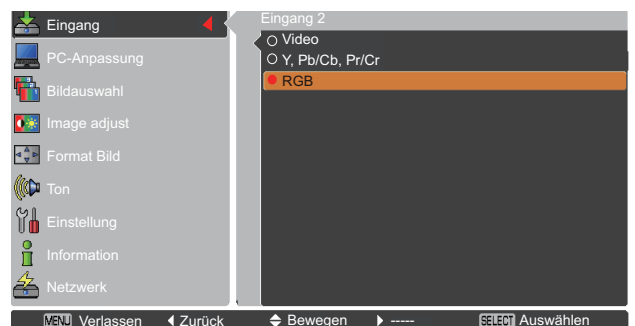 Eingang
PC-Anpassung
Bildauswahl
Image adjust
Format Bild
Ton
Einstellung
Information
Netzwerk
Eingang 2
Video
Y, Pb/Cb, Pr/Cr
RGB
MENU Verlassen Zurück Bewegen ----- SELECT Auswählen